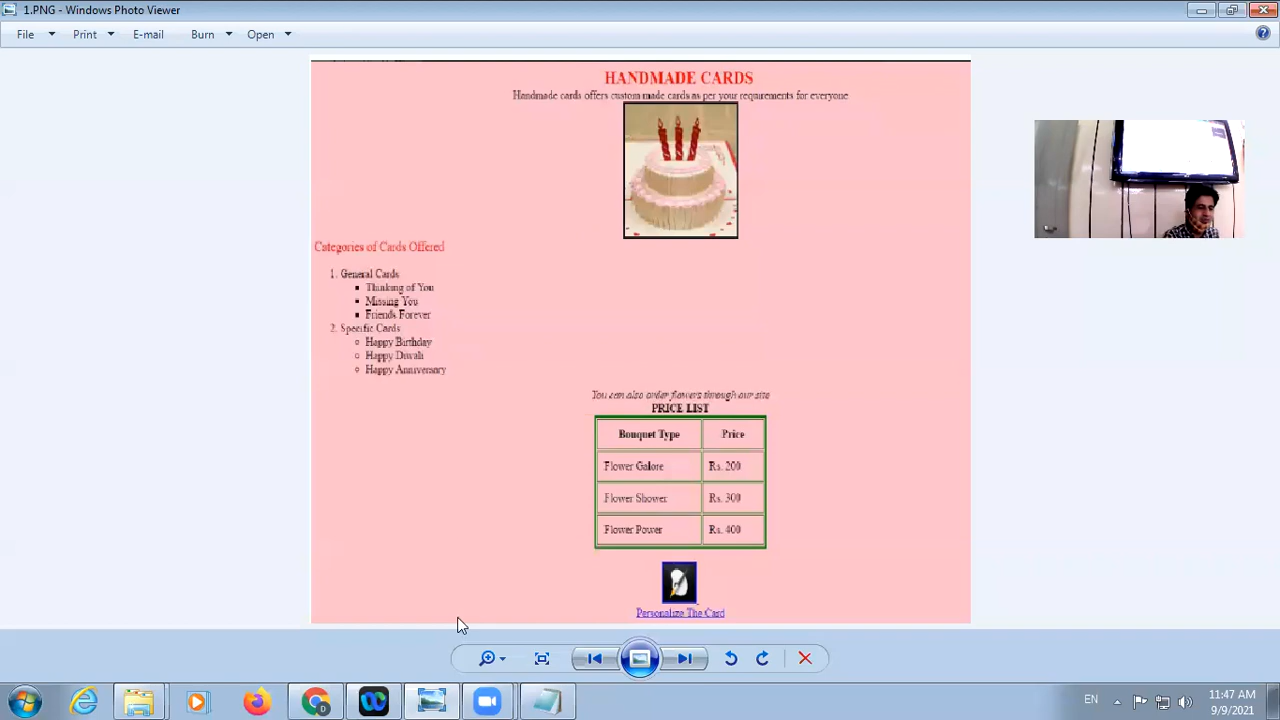 1.PNG - Windows Photo Viewer
File Print E-mail Burn Open
HANDMADE CARDS
Handmade cards offers custom made cards as per your requirements for everyone
Categories of Cards Offered
1. General Cards
Thinking of You
Missing You
Friends Forever
2. Specific Cards
Happy Birthday
Happy Diwali
Happy Anniversary
You can also order flowers through our site
PRICE LIST
Bouquet Type Price
Flower Galore Rs. 200
Flower Shower Rs. 300
Flower Power Rs. 400
Personalize The Card
EN
11:47 AM
9/9/2021